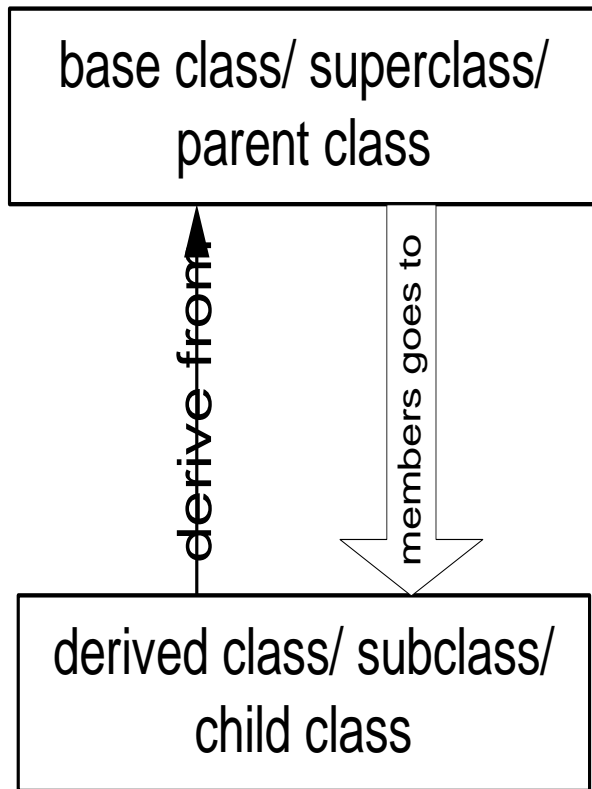 base class/ superclass/
parent class
derive from
members goes to
derived class/ subclass/
child class